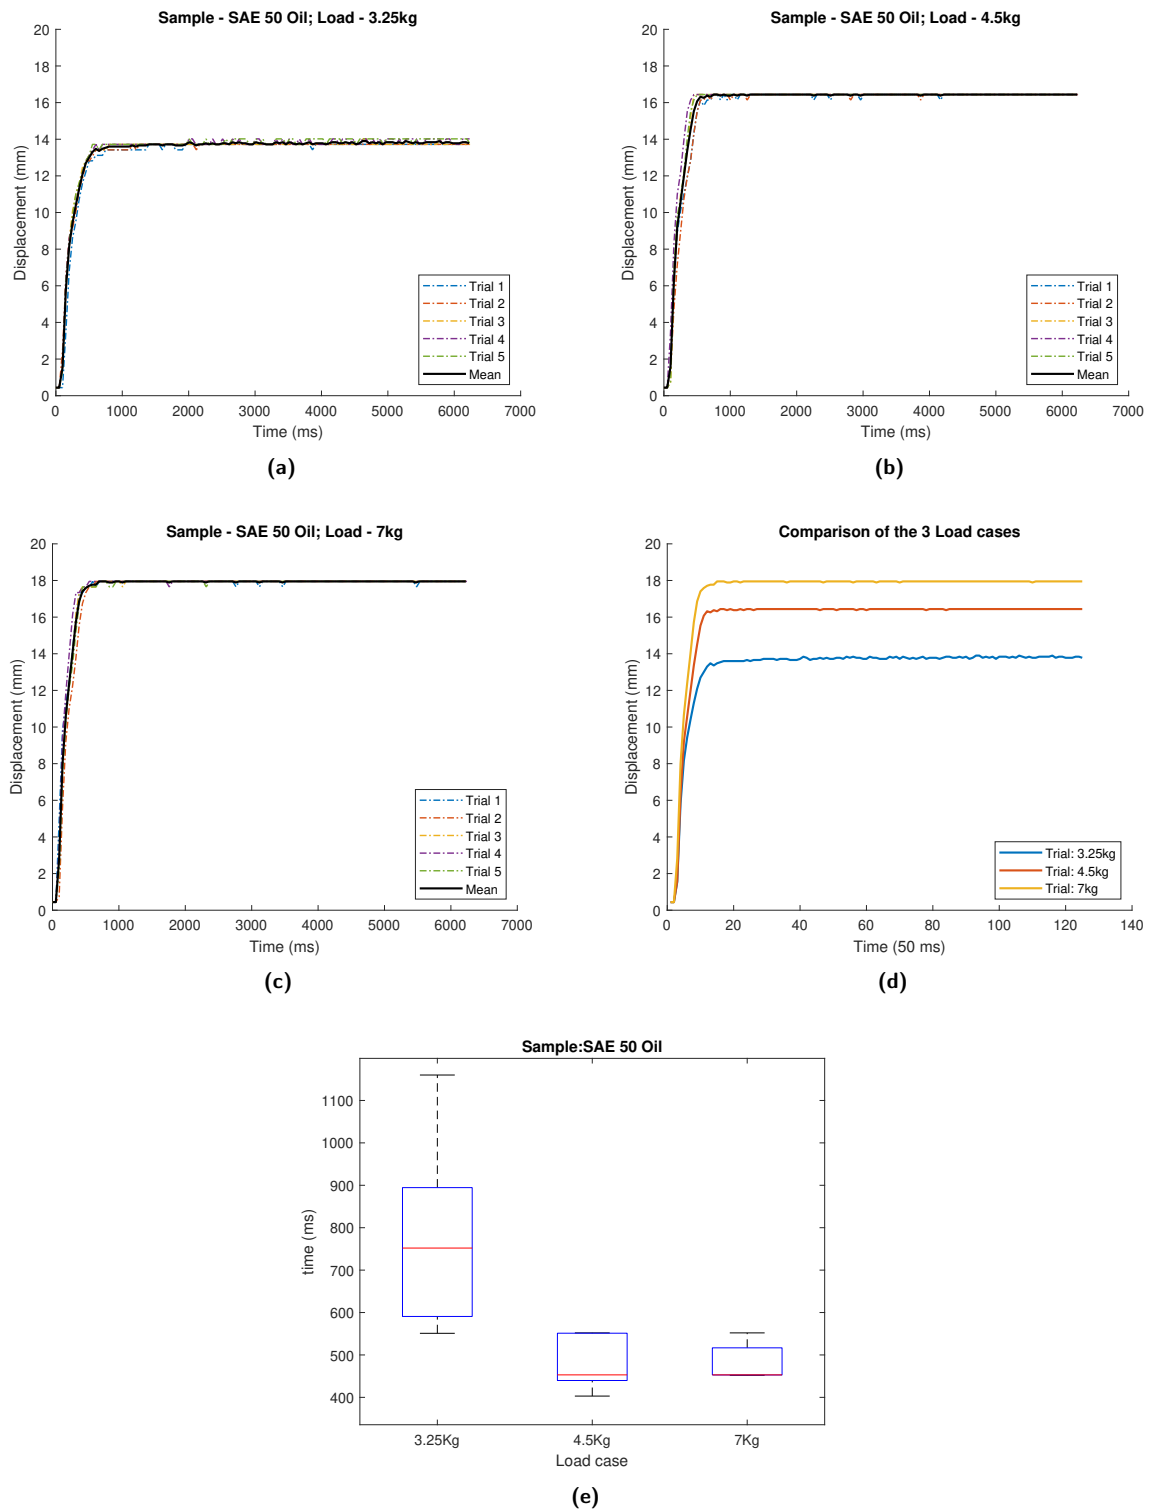 Sample - SAE 50 Oil; Load - 3.25kg
20
18
16
14
12
10
8
6
4
2
0
Displacement (mm)
Trial 1
Trial 2
Trial 3
Trial 4
Trial 5
Mean
0 1000 2000 3000 4000 5000 6000 7000
Time (ms)
(a)
Sample - SAE 50 Oil; Load - 4.5kg
20
18
16
14
12
10
8
6
4
2
0
Displacement (mm)
Trial 1
Trial 2
Trial 3
Trial 4
Trial 5
Mean
0 1000 2000 3000 4000 5000 6000 7000
Time (ms)
(b)
Sample - SAE 50 Oil; Load - 7kg
20
18
16
14
12
10
8
6
4
2
0
Displacement (mm)
Trial 1
Trial 2
Trial 3
Trial 4
Trial 5
Mean
0 1000 2000 3000 4000 5000 6000 7000
Time (ms)
(c)
Comparison of the 3 Load cases
20
18
16
14
12
10
8
6
4
2
0
Displacement (mm)
Trial: 3.25kg
Trial: 4.5kg
Trial: 7kg
0 20 40 60 80 100 120 140
Time (50 ms)
(d)
Sample:SAE 50 Oil
1100
1000
900
800
700
600
500
400
time (ms)
3.25Kg 4.5Kg 7Kg
Load case
(e)